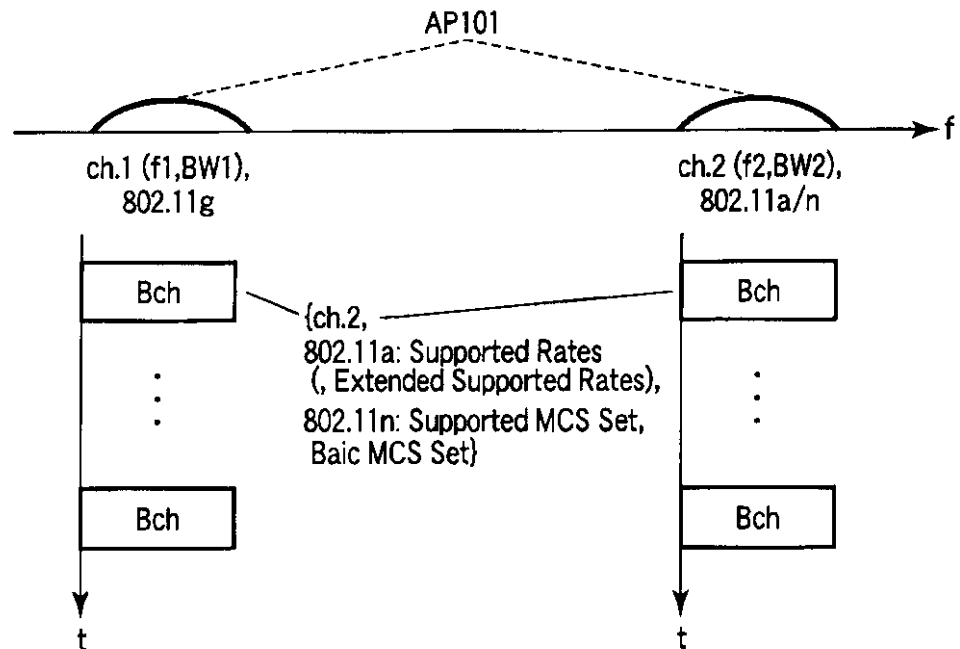 AP101
f
ch.1 (f1,BW1),
802.11g
ch.2 (f2,BW2),
802.11a/n
Bch
Bch
{ch.2,
802.11a: Supported Rates
(, Extended Supported Rates),
802.11n: Supported MCS Set,
Baic MCS Set}
Bch
Bch
t
t